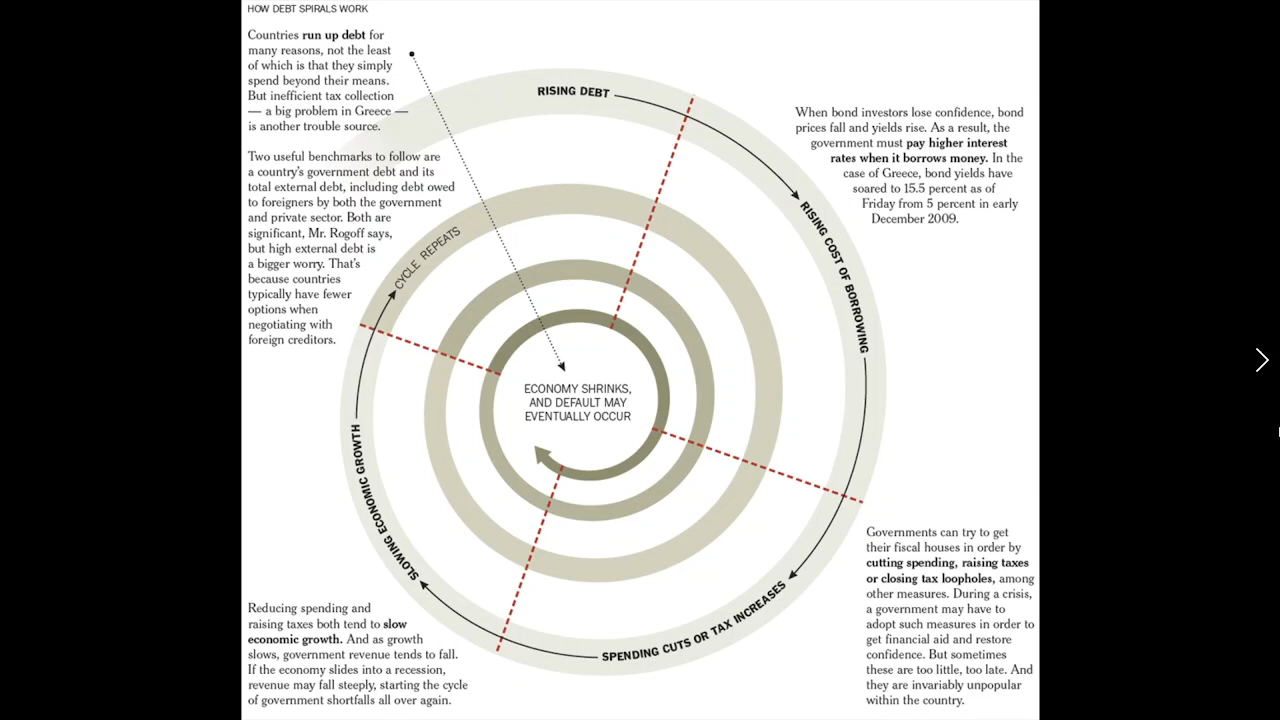 HOW DEBT SPIRALS WORK
Countries run up debt for
many reasons, not the least
of which is that they simply
spend beyond their means.
But inefficient tax collection
— a big problem in Greece —
is another trouble source.
Two useful benchmarks to follow are
a country's government debt and its
total external debt, including debt owed
to foreigners by both the government
and private sector. Both are
significant, Mr. Rogoff says,
but high external debt is
a bigger worry. That's
because countries
typically have fewer
options when
negotiating with
foreign creditors.
RISING DEBT
When bond investors lose confidence, bond
prices fall and yields rise. As a result, the
government must pay higher interest
rates when it borrows money. In the
case of Greece, bond yields have
soared to 15.5 percent as of
Friday from 5 percent in early
December 2009.
RISING COST OF BORROWING
Governments can try to get
their fiscal houses in order by
cutting spending, raising taxes
or closing tax loopholes, among
other measures. During a crisis,
a government may have to
adopt such measures in order to
get financial aid and restore
confidence. But sometimes
these are too little, too late. And
they are invariably unpopular
within the country.
SPENDING CUTS OR TAX INCREASES
Reducing spending and
raising taxes both tend to slow
economic growth. And as growth
slows, government revenue tends to fall.
If the economy slides into a recession,
revenue may fall steeply, starting the cycle
of government shortfalls all over again.
SLOWING ECONOMIC GROWTH
CYCLE REPEATS
ECONOMY SHRINKS,
AND DEFAULT MAY
EVENTUALLY OCCUR